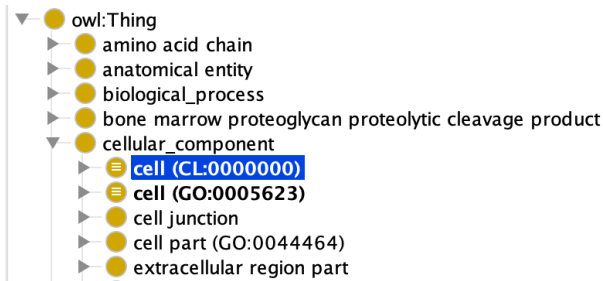 owl:Thing
amino acid chain
anatomical entity
biological_process
bone marrow proteoglycan proteolytic cleavage product
cellular_component
cell (CL:0000000)
cell (GO:0005623)
cell junction
cell part (GO:0044464)
extracellular region part